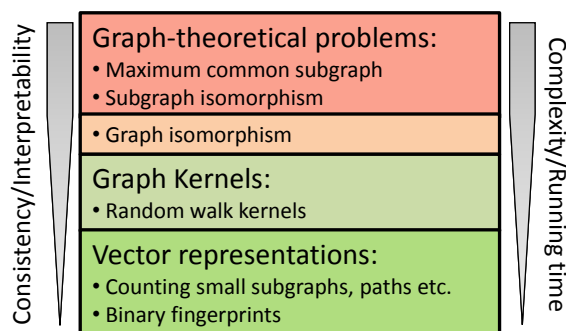 Consistency/Interpretability
Graph-theoretical problems:
• Maximum common subgraph
• Subgraph isomorphism
• Graph isomorphism
Graph Kernels:
• Random walk kernels
Vector representations:
• Counting small subgraphs, paths etc.
• Binary fingerprints
Complexity/Running time